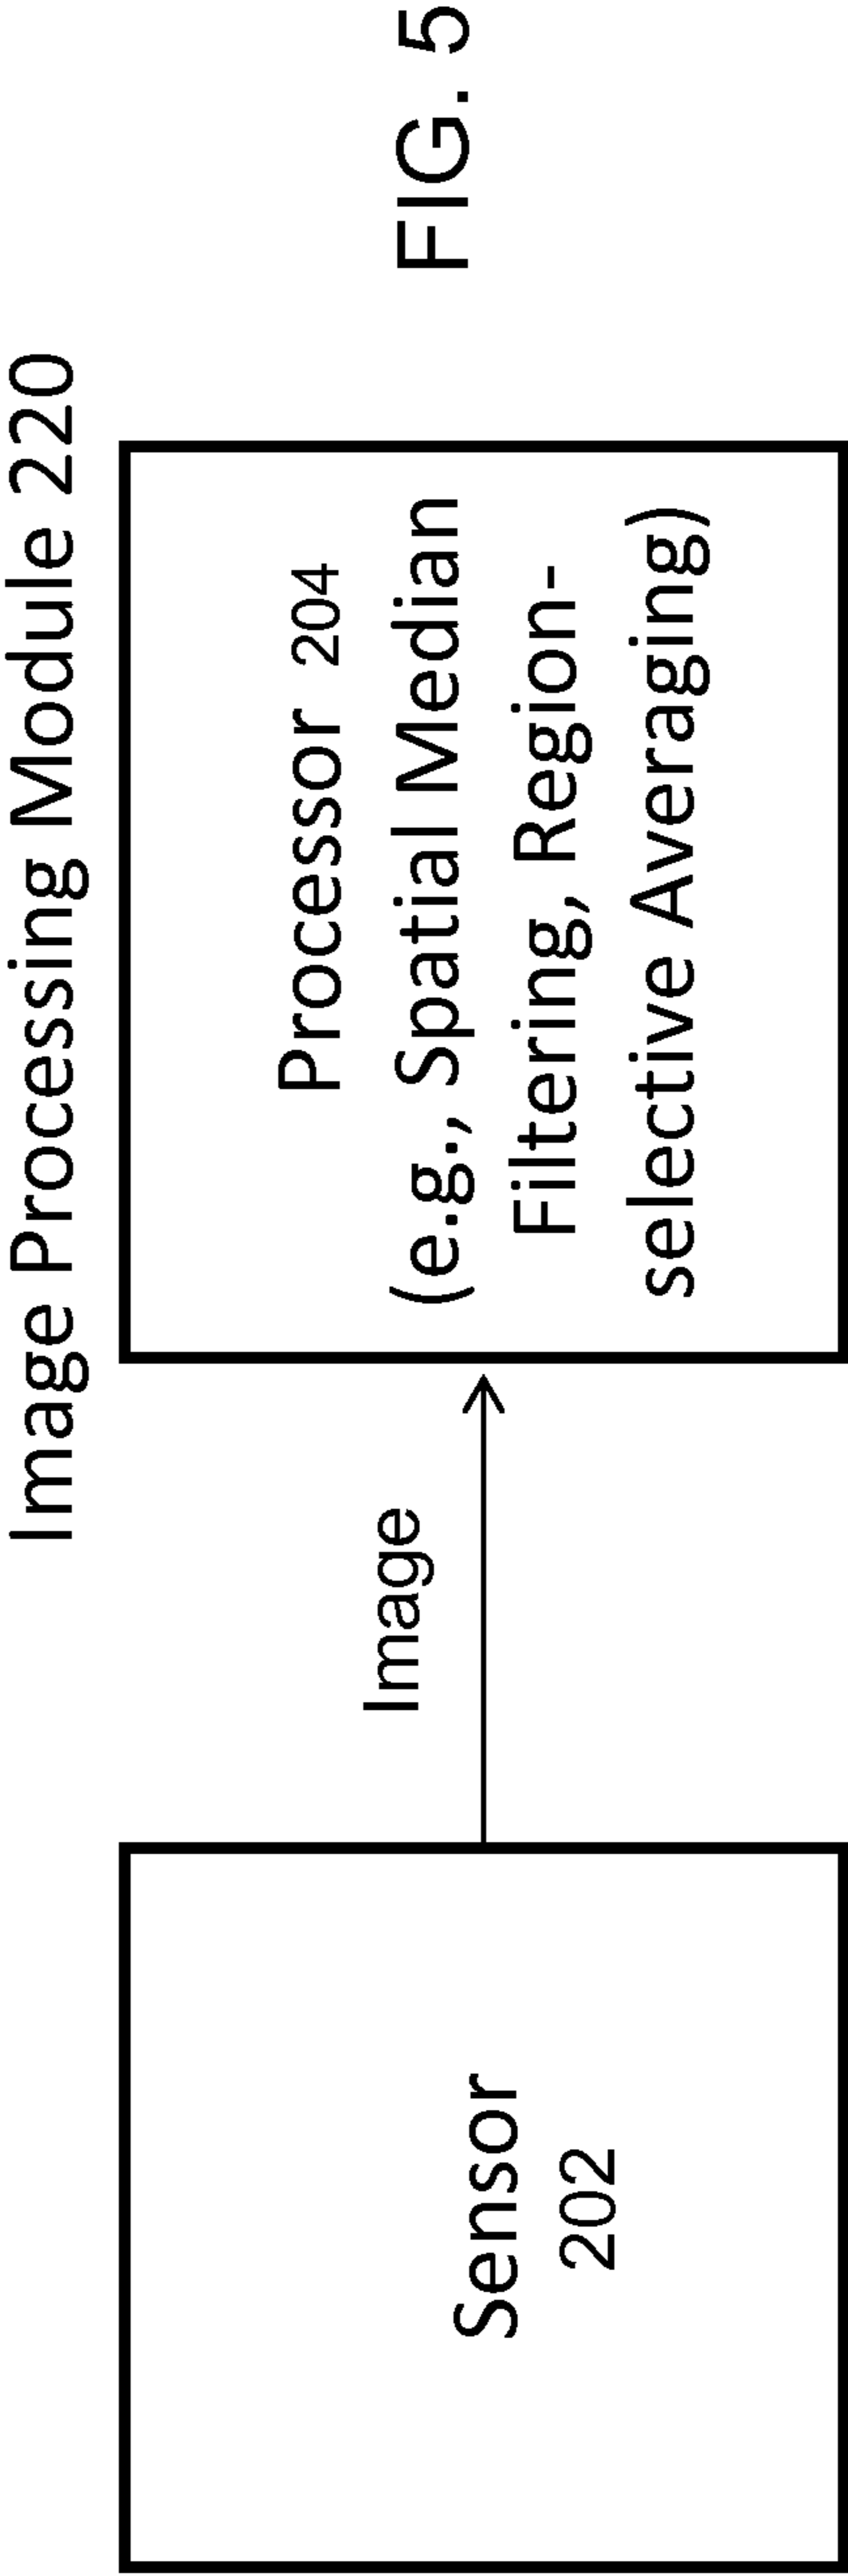 Image Processing Module 220
Sensor
202
Image
Processor 204
(e.g., Spatial Median
Filtering, Region-
selective Averaging)
FIG. 5